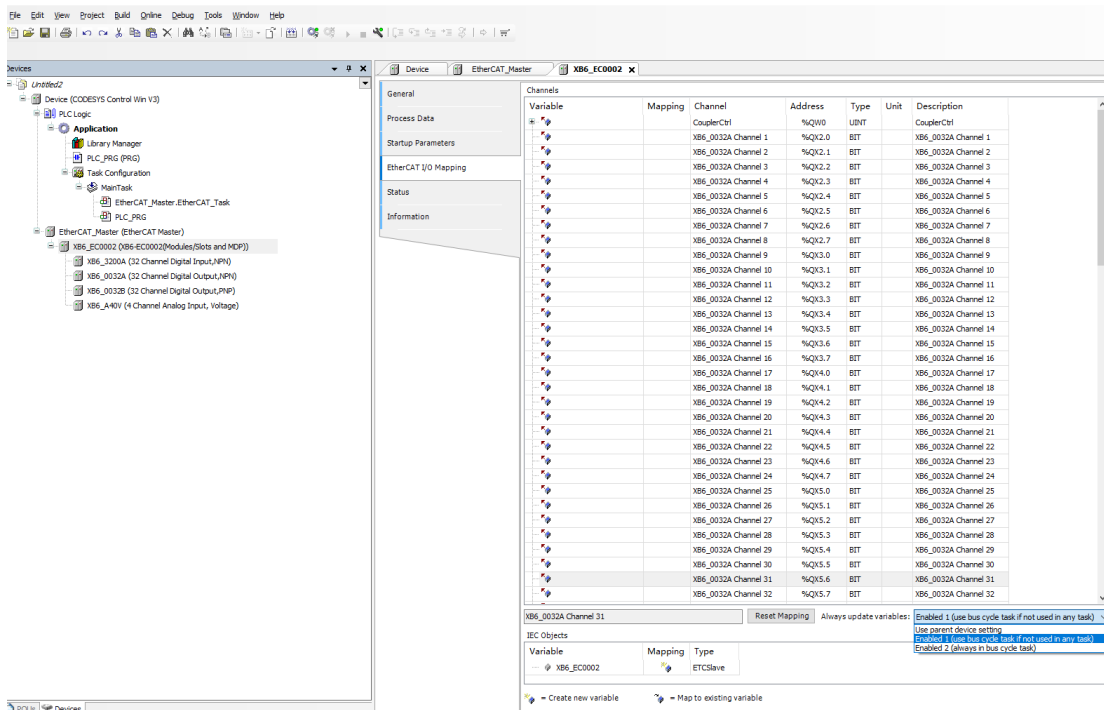 File Edit View Project Build Online Debug Tools Window Help
Devices
Device EtherCAT_Master XB6_EC0002
Untitled2
Device (CODESYS Control Win V3)
PLC Logic
Application
Library Manager
PLC_PRG (PRG)
Task Configuration
MainTask
EtherCAT_Master.EtherCAT_Task
PLC_PRG
EtherCAT_Master (EtherCAT Master)
XB6_EC0002 (XB6-EC0002(Modules/Slots and MDP))
XB6_3200A (32 Channel Digital Input,NPN)
XB6_0032A (32 Channel Digital Output,NPN)
XB6_0032B (32 Channel Digital Output,PNP)
XB6_A40V (4 Channel Analog Input, Voltage)
General
Process Data
Startup Parameters
EtherCAT I/O Mapping
Status
Information
Channels
Variable Mapping Channel Address Type Unit Description
CouplerCtrl %QW0 UINT CouplerCtrl
XB6_0032A Channel 1 %QX2.0 BIT XB6_0032A Channel 1
XB6_0032A Channel 2 %QX2.1 BIT XB6_0032A Channel 2
XB6_0032A Channel 3 %QX2.2 BIT XB6_0032A Channel 3
XB6_0032A Channel 4 %QX2.3 BIT XB6_0032A Channel 4
XB6_0032A Channel 5 %QX2.4 BIT XB6_0032A Channel 5
XB6_0032A Channel 6 %QX2.5 BIT XB6_0032A Channel 6
XB6_0032A Channel 7 %QX2.6 BIT XB6_0032A Channel 7
XB6_0032A Channel 8 %QX2.7 BIT XB6_0032A Channel 8
XB6_0032A Channel 9 %QX3.0 BIT XB6_0032A Channel 9
XB6_0032A Channel 10 %QX3.1 BIT XB6_0032A Channel 10
XB6_0032A Channel 11 %QX3.2 BIT XB6_0032A Channel 11
XB6_0032A Channel 12 %QX3.3 BIT XB6_0032A Channel 12
XB6_0032A Channel 13 %QX3.4 BIT XB6_0032A Channel 13
XB6_0032A Channel 14 %QX3.5 BIT XB6_0032A Channel 14
XB6_0032A Channel 15 %QX3.6 BIT XB6_0032A Channel 15
XB6_0032A Channel 16 %QX3.7 BIT XB6_0032A Channel 16
XB6_0032A Channel 17 %QX4.0 BIT XB6_0032A Channel 17
XB6_0032A Channel 18 %QX4.1 BIT XB6_0032A Channel 18
XB6_0032A Channel 19 %QX4.2 BIT XB6_0032A Channel 19
XB6_0032A Channel 20 %QX4.3 BIT XB6_0032A Channel 20
XB6_0032A Channel 21 %QX4.4 BIT XB6_0032A Channel 21
XB6_0032A Channel 22 %QX4.5 BIT XB6_0032A Channel 22
XB6_0032A Channel 23 %QX4.6 BIT XB6_0032A Channel 23
XB6_0032A Channel 24 %QX4.7 BIT XB6_0032A Channel 24
XB6_0032A Channel 25 %QX5.0 BIT XB6_0032A Channel 25
XB6_0032A Channel 26 %QX5.1 BIT XB6_0032A Channel 26
XB6_0032A Channel 27 %QX5.2 BIT XB6_0032A Channel 27
XB6_0032A Channel 28 %QX5.3 BIT XB6_0032A Channel 28
XB6_0032A Channel 29 %QX5.4 BIT XB6_0032A Channel 29
XB6_0032A Channel 30 %QX5.5 BIT XB6_0032A Channel 30
XB6_0032A Channel 31 %QX5.6 BIT XB6_0032A Channel 31
XB6_0032A Channel 32 %QX5.7 BIT XB6_0032A Channel 32
XB6_0032A Channel 31 Reset Mapping Always update variables: Enabled 1 (use bus cycle task if not used in any task)
Use parent device setting
Enabled 1 (use bus cycle task if not used in any task)
Enabled 2 (always in bus cycle task)
IEC Objects
Variable Mapping Type
XB6_EC0002 ETCSlave
= Create new variable = Map to existing variable
POUs Devices